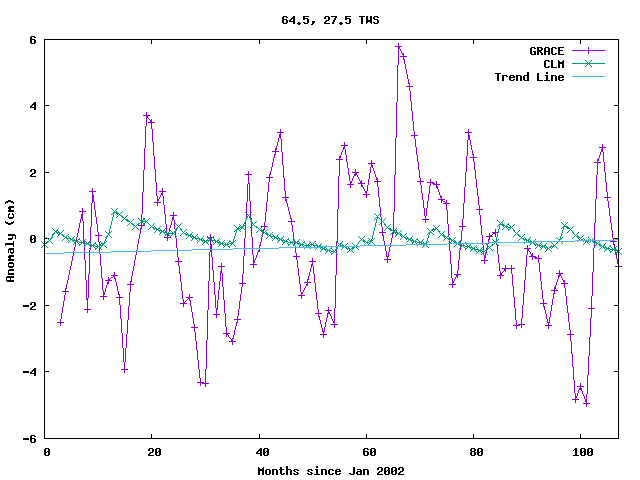 64.5, 27.5 TWS
GRACE
CLM
Trend Line
6
4
2
0
-2
-4
-6
Anomaly (cm)
0 20 40 60 80 100
Months since Jan 2002